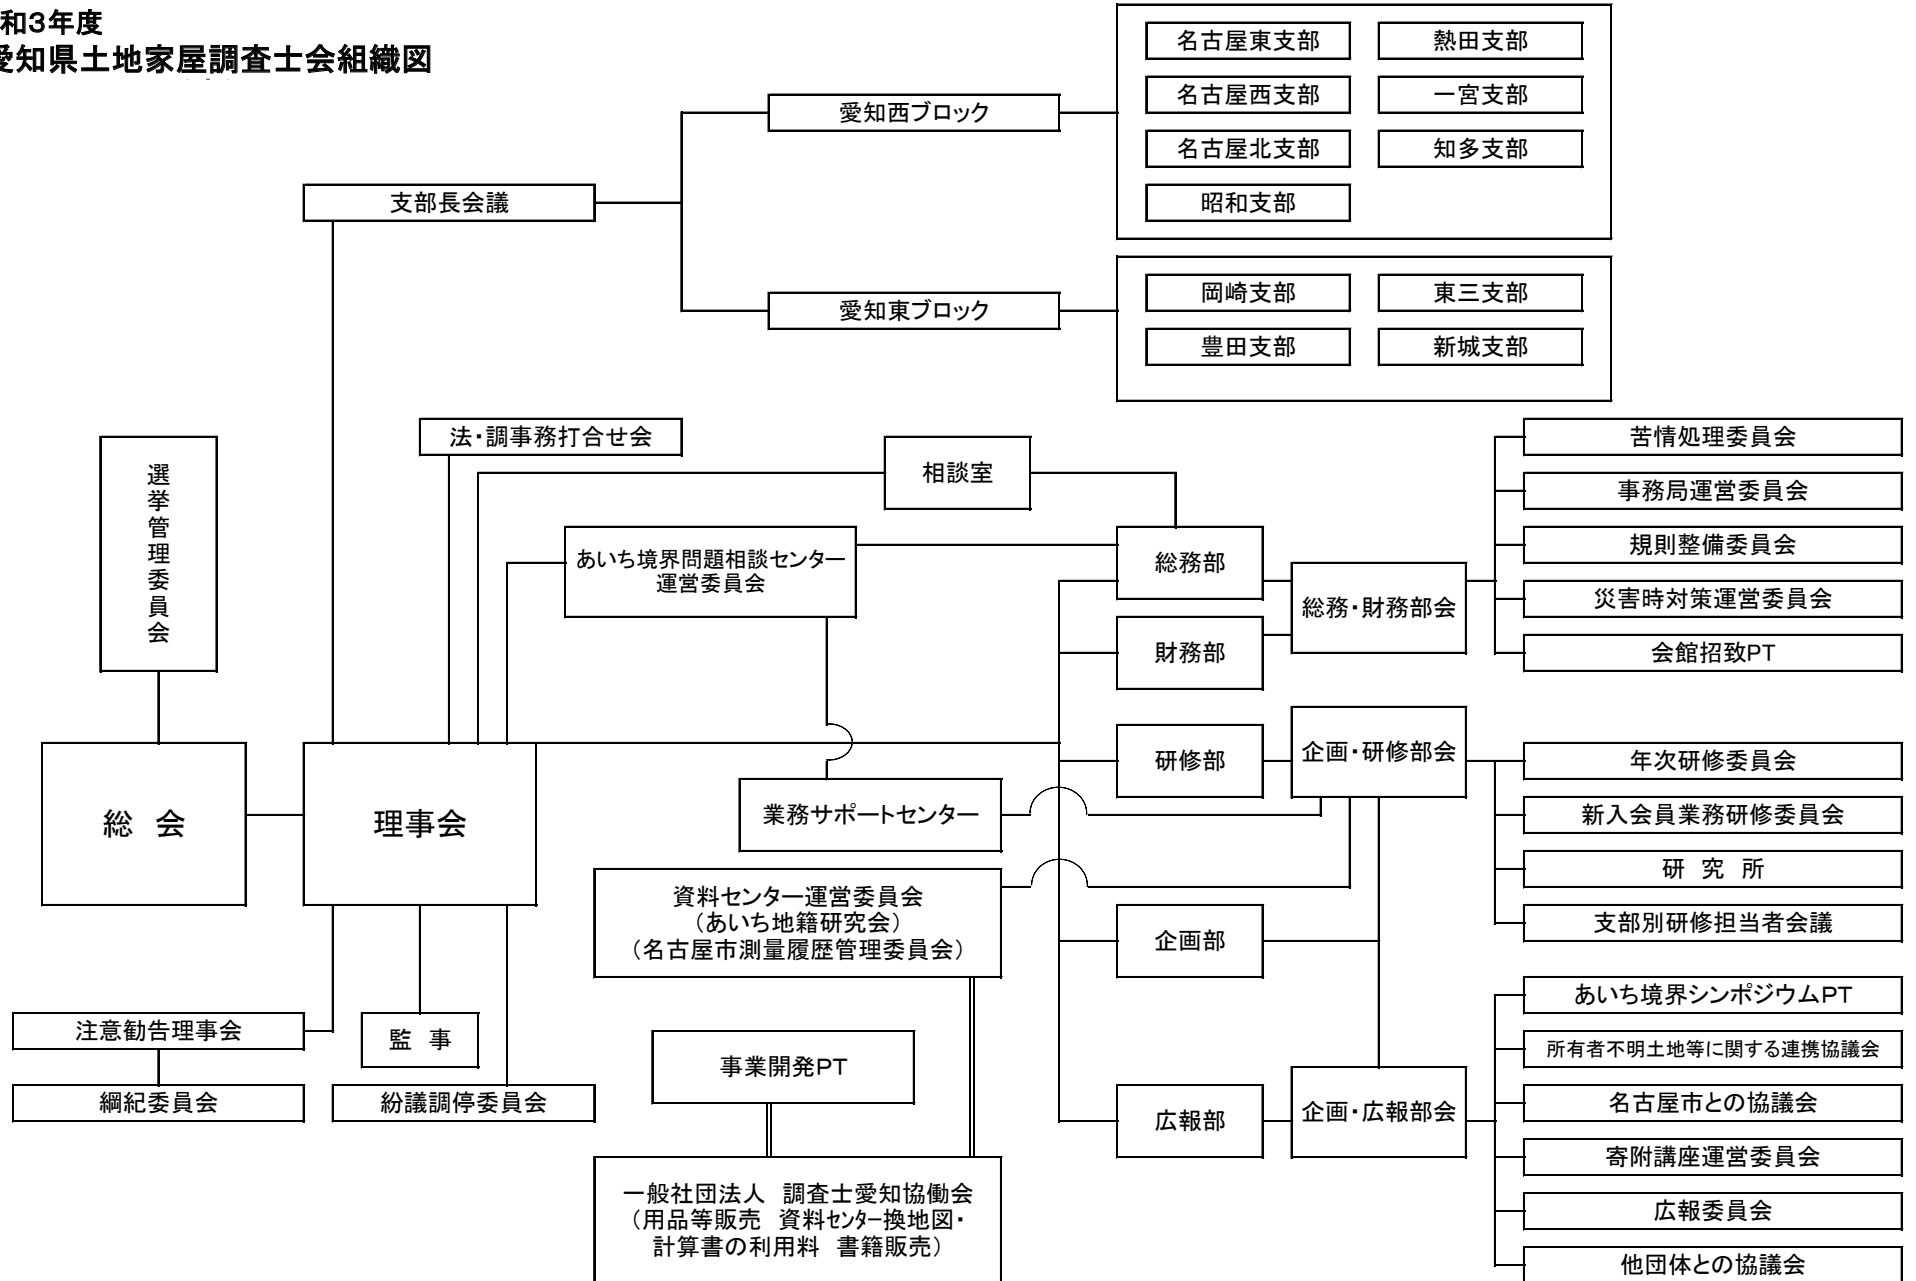 和3年度
愛知県土地家屋調査士会組織図
名古屋東支部
熱田支部
名古屋西支部
一宮支部
名古屋北支部
知多支部
昭和支部
愛知西ブロック
支部長会議
愛知東ブロック
岡崎支部
東三支部
豊田支部
新城支部
選挙管理委員会
法・調事務打合せ会
相談室
あいち境界問題相談センター
運営委員会
総務部
財務部
総務・財務部会
苦情処理委員会
事務局運営委員会
規則整備委員会
災害時対策運営委員会
会館招致PT
総 会
理事会
研修部
企画・研修部会
年次研修委員会
新入会員業務研修委員会
研 究 所
支部別研修担当者会議
業務サポートセンター
資料センター運営委員会
（あいち地籍研究会）
（名古屋市測量履歴管理委員会）
企画部
注意勧告理事会
監 事
綱紀委員会
紛議調停委員会
事業開発PT
広報部
企画・広報部会
あいち境界シンポジウムPT
所有者不明土地等に関する連携協議会
名古屋市との協議会
寄附講座運営委員会
広報委員会
他団体との協議会
一般社団法人 調査士愛知協働会
（用品等販売 資料センター換地図・
計算書の利用料 書籍販売）